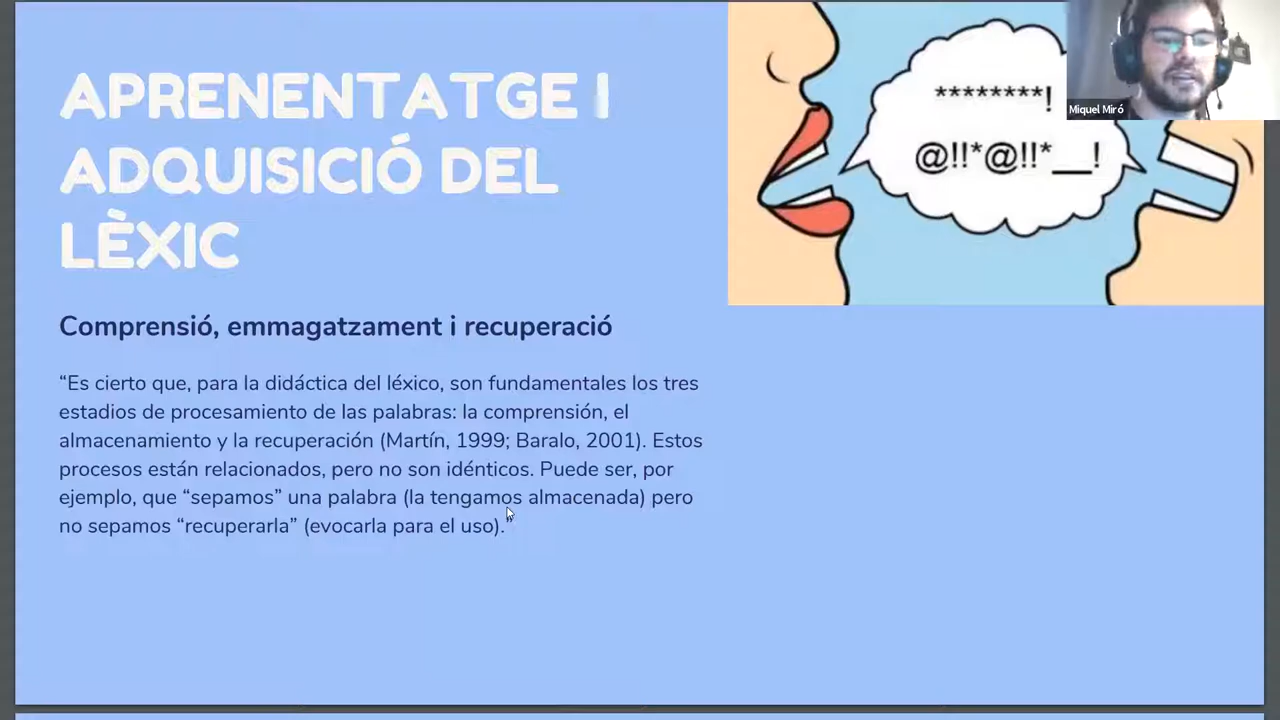 APRENENTATGE I
ADQUISICIÓ DEL
LÈXIC
********!
@!!*@!!*__!
Miquel Miró
Comprensió, emmagatzament i recuperació
“Es cierto que, para la didáctica del léxico, son fundamentales los tres
estadios de procesamiento de las palabras: la comprensión, el
almacenamiento y la recuperación (Martín, 1999; Baralo, 2001). Estos
procesos están relacionados, pero no son idénticos. Puede ser, por
ejemplo, que “sepamos” una palabra (la tengamos almacenada) pero
no sepamos “recuperarla” (evocarla para el uso).”